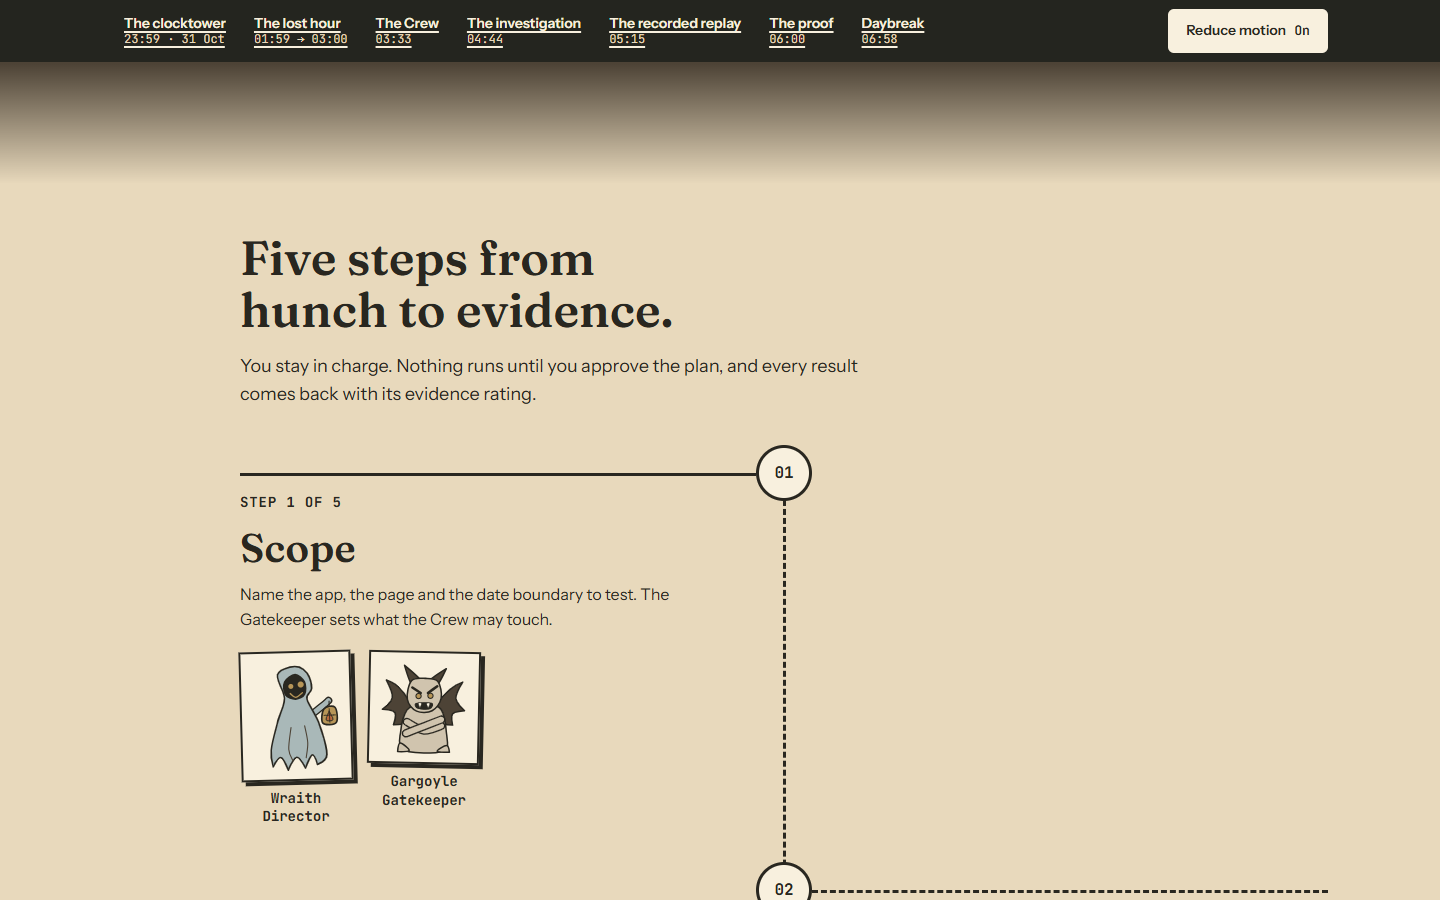 The clocktower
23:59 · 31 Oct
The lost hour
01:59 → 03:00
The Crew
03:33
The investigation
04:44
The recorded replay
05:15
The proof
06:00
Daybreak
06:58
Reduce motion On
Five steps from
hunch to evidence.
You stay in charge. Nothing runs until you approve the plan, and every result
comes back with its evidence rating.
01
STEP 1 OF 5
Scope
Name the app, the page and the date boundary to test. The
Gatekeeper sets what the Crew may touch.
Wraith
Director
Gargoyle
Gatekeeper
02